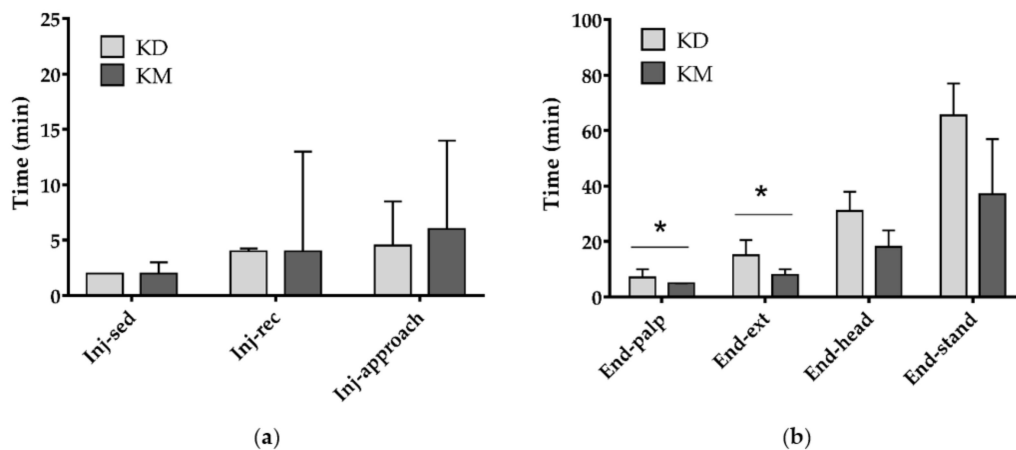 25
20
15
10
5
0
Time (min)
KD
KM
Inj-sed
Inj-rec
Inj-approach
(a)
100
80
60
40
20
0
Time (min)
KD
KM
*
*
End-palp
End-ext
End-head
End-stand
(b)